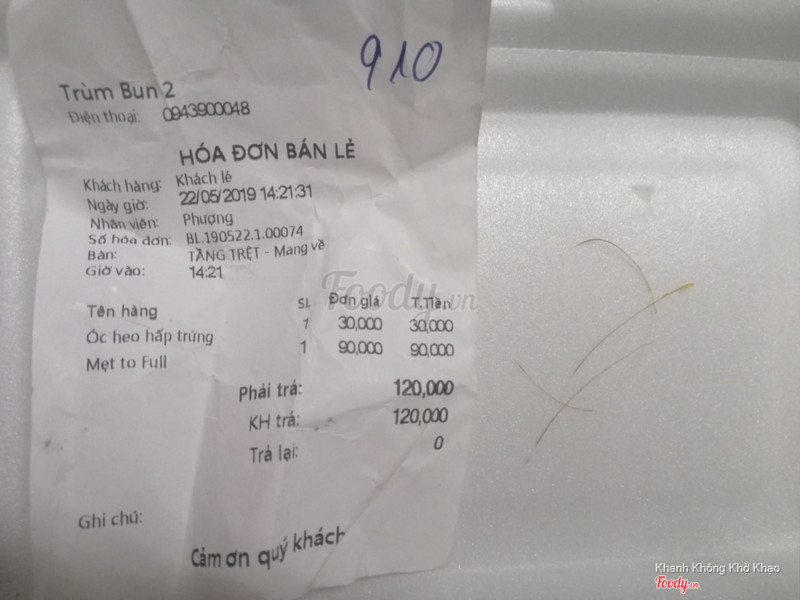 910
Trùm Bun 2
Điện thoại: 0943900048
HÓA ĐƠN BÁN LẺ
Khách hàng: Khách lẻ
Ngày giờ: 22/05/2019 14:21:31
Nhân viên: Phượng
Số hóa đơn: BL.190522.1.00074
Bàn: TẦNG TRỆT - Mang về
Giờ vào: 14:21
Tên hàng Sl. Đơn giá T.Tiền
Óc heo hấp trứng 1 30,000 30,000
Mẹt to Full 1 90,000 90,000
Phải trả: 120,000
KH trả: 120,000
Trả lại: 0
Ghi chú:
Cảm ơn quý khách
Foody.vn
Khanh Không Khờ Khạo
Foody.vn